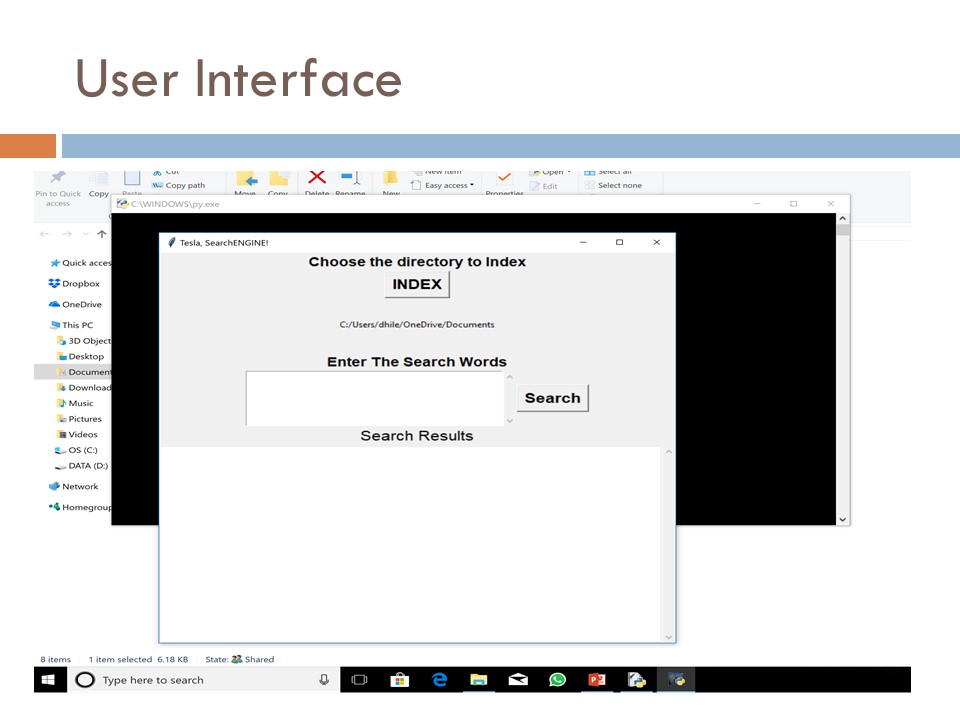 User Interface
Cut
New item
Open
Select all
Copy path
Easy access
Edit
Select none
Pin to Quick
access
Copy
Paste
Move
Copy
Delete
Rename
New
Properties
C:\WINDOWS\py.exe
Tesla, SearchENGINE!
Choose the directory to Index
INDEX
C:/Users/dhile/OneDrive/Documents
Enter The Search Words
Search
Search Results
Quick acces
Dropbox
OneDrive
This PC
3D Object
Desktop
Document
Download
Music
Pictures
Videos
OS (C:)
DATA (D:)
Network
Homegroup
8 items 1 item selected 6.18 KB State: Shared
Type here to search